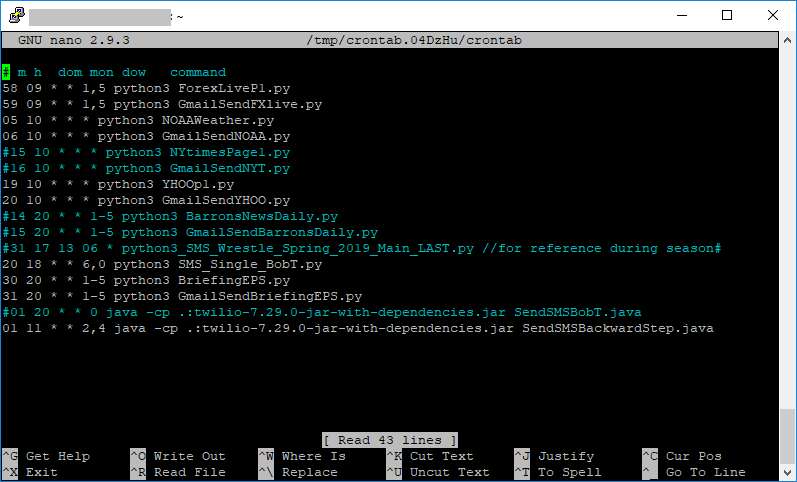 :~
GNU nano 2.9.3 /tmp/crontab.04DzHu/crontab
# m h  dom mon dow   command
58 09 * * 1,5 python3 ForexLiveP1.py
59 09 * * 1,5 python3 GmailSendFXlive.py
05 10 * * * python3 NOAAWeather.py
06 10 * * * python3 GmailSendNOAA.py
#15 10 * * * python3 NYtimesPage1.py
#16 10 * * * python3 GmailSendNYT.py
19 10 * * * python3 YHOOp1.py
20 10 * * * python3 GmailSendYHOO.py
#14 20 * * 1-5 python3 BarronsNewsDaily.py
#15 20 * * 1-5 python3 GmailSendBarronsDaily.py
#31 17 13 06 * python3_SMS_Wrestle_Spring_2019_Main_LAST.py //for reference during season#
20 18 * * 6,0 python3 SMS_Single_BobT.py
30 20 * * 1-5 python3 BriefingEPS.py
31 20 * * 1-5 python3 GmailSendBriefingEPS.py
#01 20 * * 0 java -cp .:twilio-7.29.0-jar-with-dependencies.jar SendSMSBobT.java
01 11 * * 2,4 java -cp .:twilio-7.29.0-jar-with-dependencies.jar SendSMSBackwardStep.java
[ Read 43 lines ]
^G Get Help ^O Write Out ^W Where Is ^K Cut Text ^J Justify ^C Cur Pos
^X Exit ^R Read File ^\ Replace ^U Uncut Text ^T To Spell ^_ Go To Line